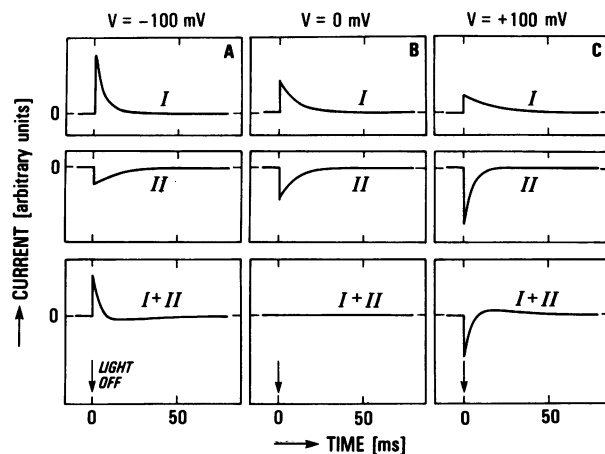 V = −100 mV V = 0 mV V = +100 mV
A B C
I I I
0
0
II II II
I + II I + II I + II
0
LIGHT
OFF
0 50 0 50 0 50
⟶ TIME [ms]
⟶ CURRENT [arbitrary units]